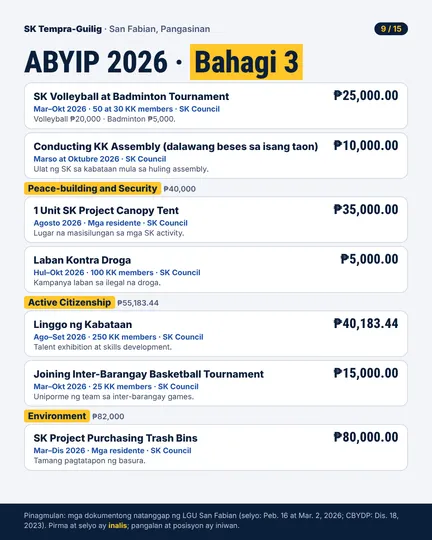 SK Tempra-Guilig · San Fabian, Pangasinan
9 / 15
ABYIP 2026 · Bahagi 3
SK Volleyball at Badminton Tournament ₱25,000.00
Mar–Okt 2026 · 50 at 30 KK members · SK Council
Volleyball ₱20,000 · Badminton ₱5,000.
Conducting KK Assembly (dalawang beses sa isang taon) ₱10,000.00
Marso at Oktubre 2026 · SK Council
Ulat ng SK sa kabataan mula sa huling assembly.
Peace-building and Security ₱40,000
1 Unit SK Project Canopy Tent ₱35,000.00
Agosto 2026 · Mga residente · SK Council
Lugar na masisilungan sa mga SK activity.
Laban Kontra Droga ₱5,000.00
Hul–Okt 2026 · 100 KK members · SK Council
Kampanya laban sa ilegal na droga.
Active Citizenship ₱55,183.44
Linggo ng Kabataan ₱40,183.44
Ago–Set 2026 · 250 KK members · SK Council
Talent exhibition at skills development.
Joining Inter-Barangay Basketball Tournament ₱15,000.00
Mar–Okt 2026 · 25 KK members · SK Council
Uniporme ng team sa inter-barangay games.
Environment ₱82,000
SK Project Purchasing Trash Bins ₱80,000.00
Mar–Dis 2026 · Mga residente · SK Council
Tamang pagtatapon ng basura.
Pinagmulan: mga dokumentong natanggap ng LGU San Fabian (selyo: Peb. 16 at Mar. 2, 2026; CBYDP: Dis. 18,
2023). Pirma at selyo ay inalis; pangalan at posisyon ay iniwan.